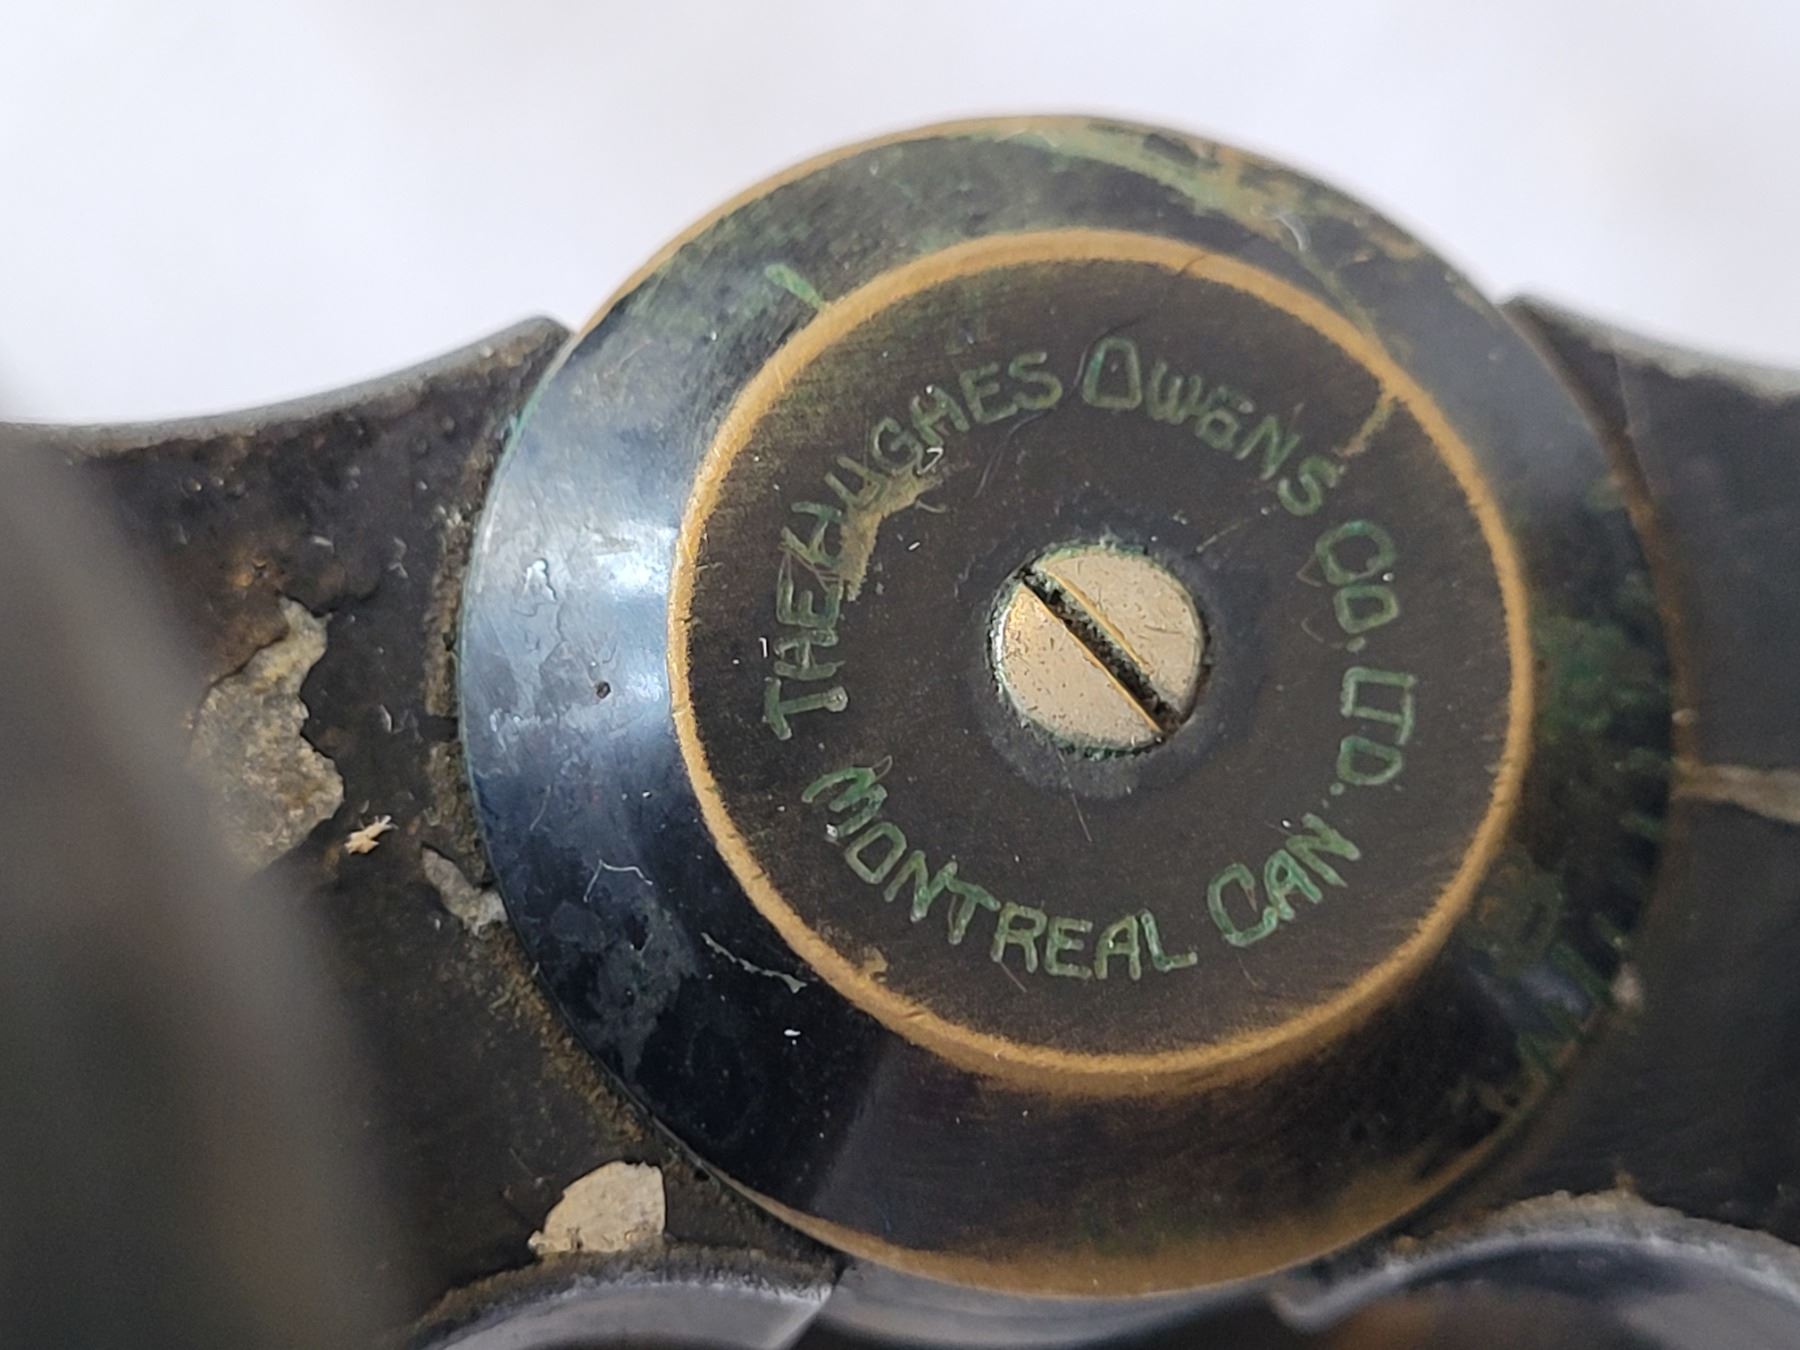 THE HUGHES OWENS CO. LTD.
MONTREAL CAN.